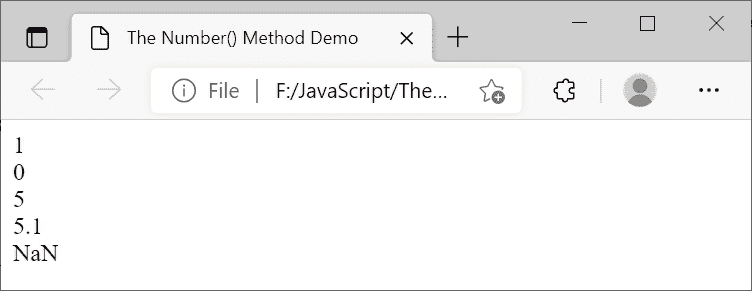 The Number() Method Demo
File | F:/JavaScript/The...
1
0
5
5.1
NaN